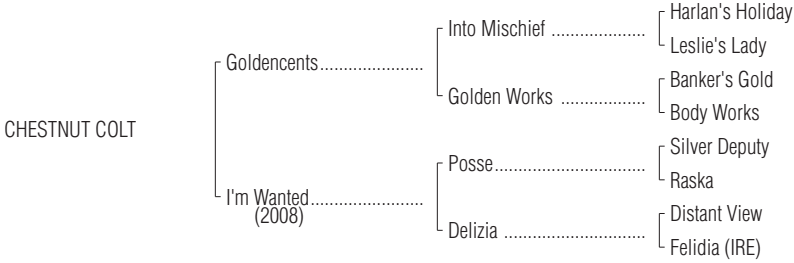 Harlan's Holiday
Into Mischief ......................
Leslie's Lady
Goldencents........................
Banker's Gold
Golden Works ....................
Body Works
CHESTNUT COLT
Silver Deputy
Posse..................................
Raska
I'm Wanted..........................
(2008)
Distant View
Delizia ................................
Felidia (IRE)